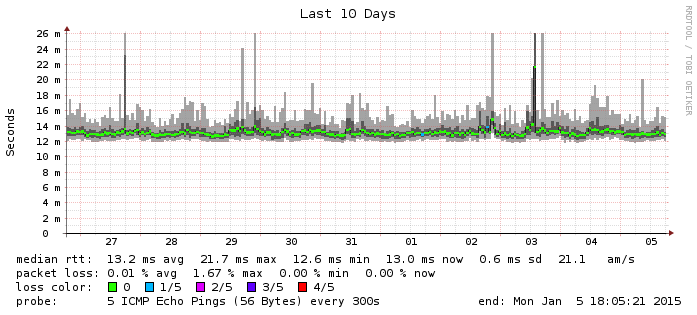 Last 10 Days
RRDTOOL / TOBI OETIKER
Seconds
26 m
24 m
22 m
20 m
18 m
16 m
14 m
12 m
10 m
8 m
6 m
4 m
2 m
0
27 28 29 30 31 01 02 03 04 05
median rtt: 13.2 ms avg 21.7 ms max 12.6 ms min 13.0 ms now 0.6 ms sd 21.1 am/s
packet loss: 0.01 % avg 1.67 % max 0.00 % min 0.00 % now
loss color: 0 1/5 2/5 3/5 4/5
probe: 5 ICMP Echo Pings (56 Bytes) every 300s end: Mon Jan 5 18:05:21 2015